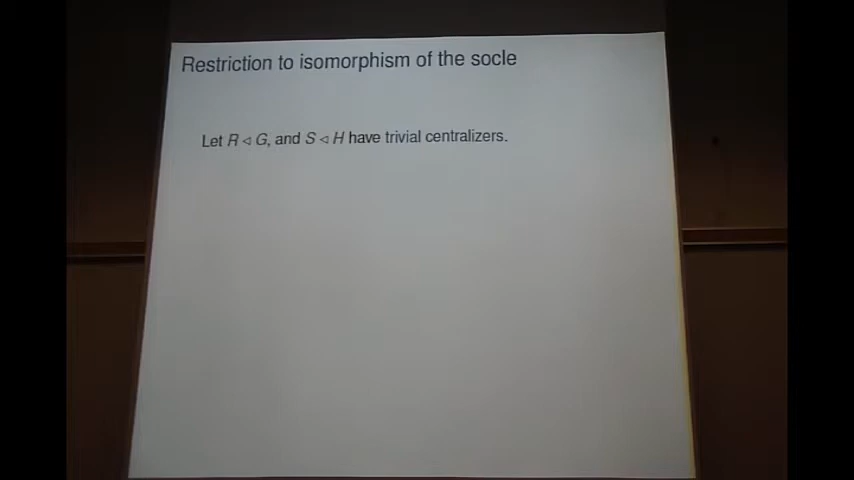 Restriction to isomorphism of the socle
Let R ◁ G, and S ◁ H have trivial centralizers.